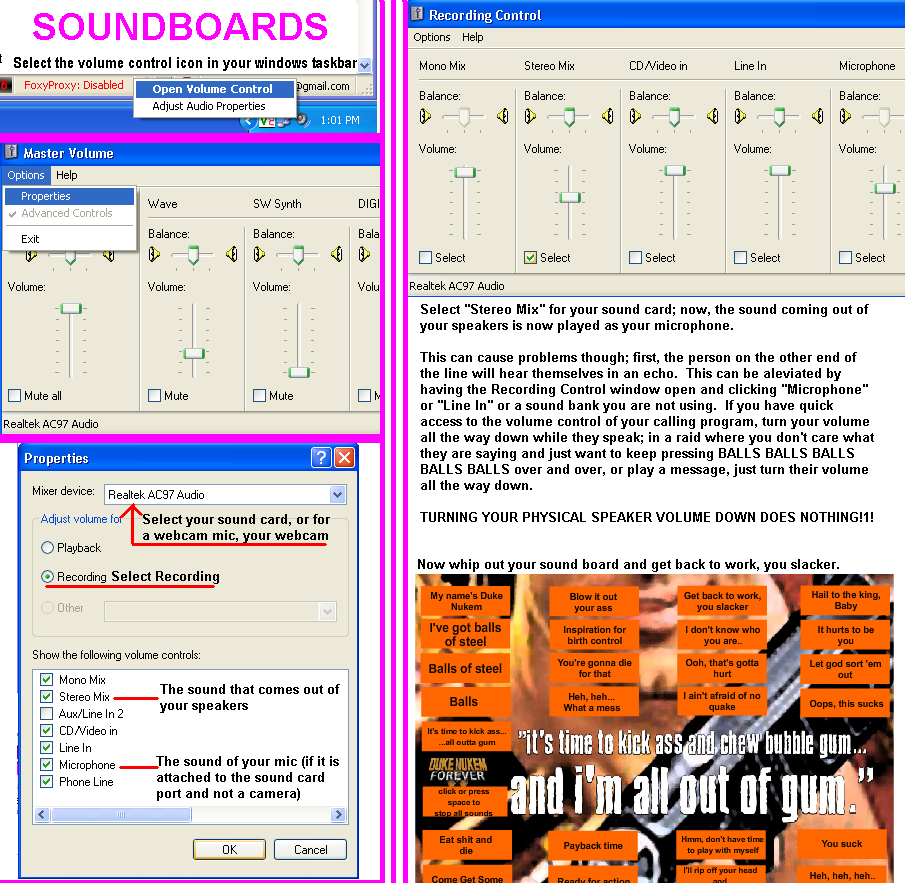 SOUNDBOARDS
Select the volume control icon in your windows taskbar
FoxyProxy: Disabled
@gmail.com
Open Volume Control
Adjust Audio Properties
1:01 PM
Master Volume
Options Help
Properties
Advanced Controls
Exit
Wave
SW Synth
DIGI
Balance:
Balance:
Bala
Volume:
Volume:
Volume:
Volu
Mute all
Mute
Mute
M
Realtek AC97 Audio
Properties
Mixer device:
Realtek AC97 Audio
Adjust volume for
Select your sound card, or for
a webcam mic, your webcam
Playback
Recording
Select Recording
Other
Show the following volume controls:
Mono Mix
Stereo Mix
The sound that comes out of
your speakers
Aux/Line In 2
CD/Video in
Line In
Microphone
The sound of your mic (if it is
attached to the sound card
port and not a camera)
Phone Line
OK
Cancel
Recording Control
Options Help
Mono Mix
Stereo Mix
CD/Video in
Line In
Microphone
Balance:
Balance:
Balance:
Balance:
Balance:
Volume:
Volume:
Volume:
Volume:
Volume:
Select
Select
Select
Select
Select
Realtek AC97 Audio
Select "Stereo Mix" for your sound card; now, the sound coming out of
your speakers is now played as your microphone.
This can cause problems though; first, the person on the other end of
the line will hear themselves in an echo. This can be aleviated by
having the Recording Control window open and clicking "Microphone"
or "Line In" or a sound bank you are not using. If you have quick
access to the volume control of your calling program, turn your volume
all the way down while they speak; in a raid where you don't care what
they are saying and just want to keep pressing BALLS BALLS BALLS
BALLS BALLS over and over, or play a message, just turn their volume
all the way down.
TURNING YOUR PHYSICAL SPEAKER VOLUME DOWN DOES NOTHING!1!
Now whip out your sound board and get back to work, you slacker.
My name's Duke
Nukem
Blow it out
your ass
Get back to work,
you slacker
Hail to the king,
Baby
I've got balls
of steel
Inspiration for
birth control
I don't know who
you are..
It hurts to be
you
Balls of steel
You're gonna die
for that
Ooh, that's gotta
hurt
Let god sort 'em
out
Balls
Heh, heh...
What a mess
I ain't afraid of no
quake
Oops, this sucks
It's time to kick ass...
...all outta gum
"it's time to kick ass and chew bubble gum...
and i'm all out of gum."
DUKE NUKEM
FOREVER
click or press
space to
stop all sounds
Eat shit and
die
Payback time
Hmm, don't have time
to play with myself
You suck
Come Get Some
Ready for action
I'll rip off your head
and
Heh, heh, heh..